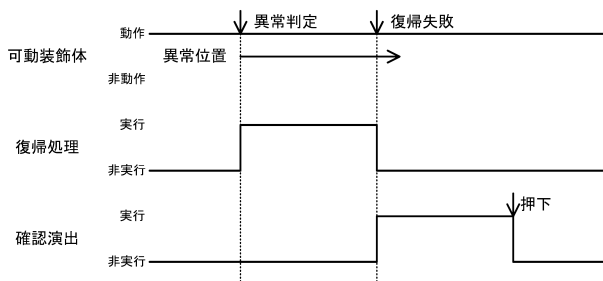 異常判定
復帰失敗
動作
可動装飾体
異常位置
非動作
実行
復帰処理
非実行
実行
押下
確認演出
非実行